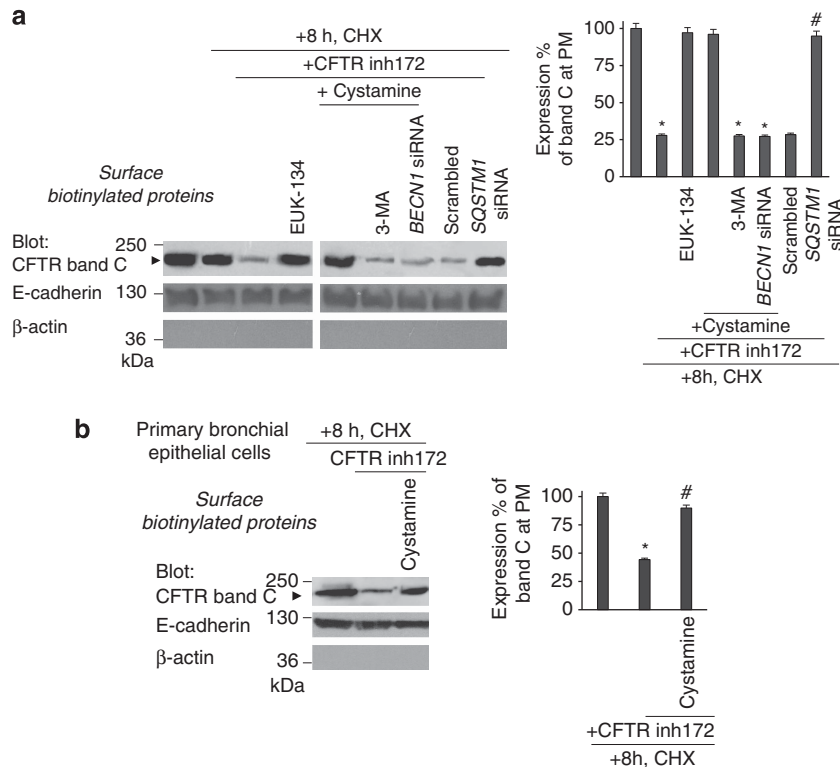 a
+8 h, CHX
+CFTR inh172
+ Cystamine
Surface
biotinylated proteins
EUK-134
3-MA
BECN1 siRNA
Scrambled
SQSTM1
siRNA
Blot:
CFTR band C
250
E-cadherin
130
β-actin
36
kDa
Expression %
of band C at PM
100
75
50
25
0
*
*
*
#
EUK-134
3-MA
BECN1 siRNA
Scrambled
SQSTM1
siRNA
+Cystamine
+CFTR inh172
+8h, CHX
b
Primary bronchial
epithelial cells
+8 h, CHX
CFTR inh172
Surface
biotinylated proteins
Cystamine
Blot:
CFTR band C
250
E-cadherin
130
β-actin
36
kDa
Expression % of
band C at PM
100
75
50
25
0
*
#
Cystamine
+CFTR inh172
+8h, CHX